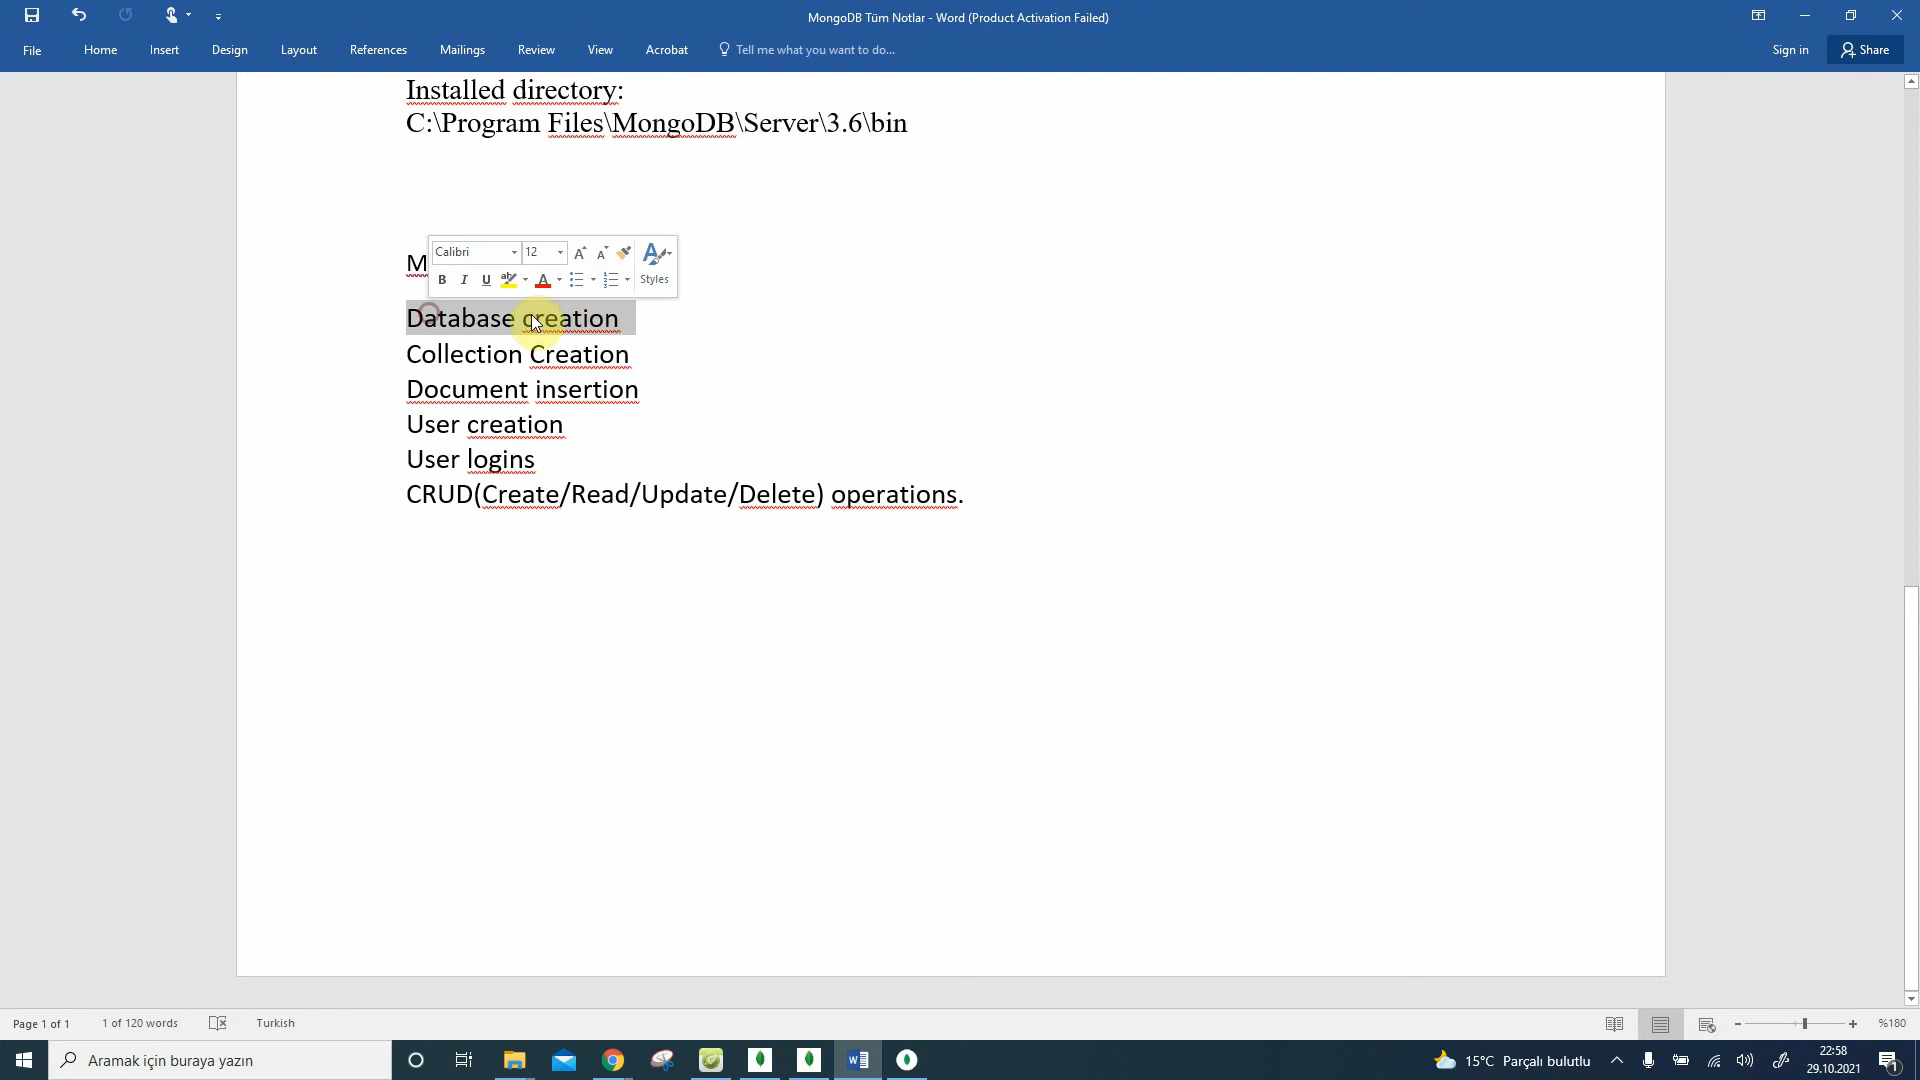 MongoDB Tüm Notlar - Word (Product Activation Failed)
File
Home
Insert
Design
Layout
References
Mailings
Review
View
Acrobat
Tell me what you want to do...
Sign in
Share
Installed directory:
C:\Program Files\MongoDB\Server\3.6\bin
M
Calibri
12
B I U
Styles
Database creation
Collection Creation
Document insertion
User creation
User logins
CRUD(Create/Read/Update/Delete) operations.
Page 1 of 1
1 of 120 words
Turkish
%180
Aramak için buraya yazın
15°C Parçalı bulutlu
22:58
29.10.2021
1